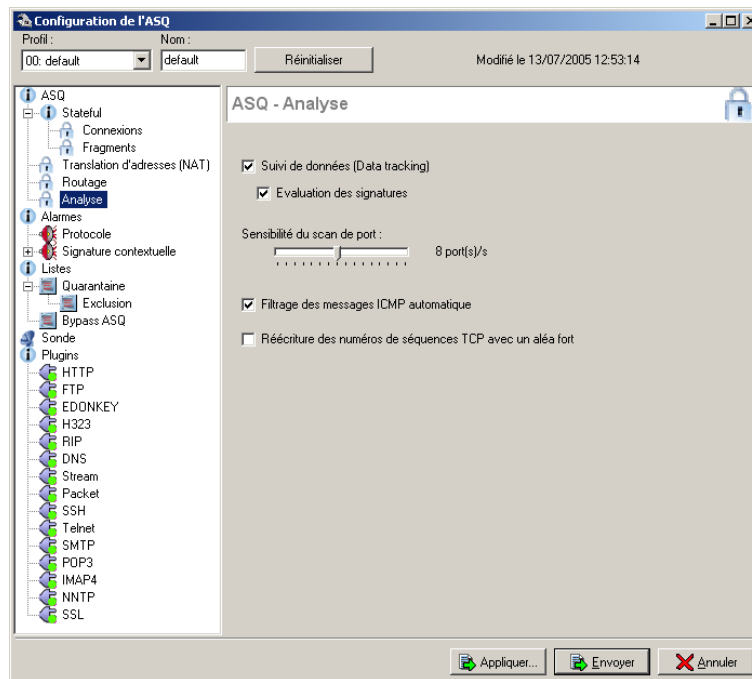 Configuration de l'ASQ
Profil :
Nom :
00: default
default
Réinitialiser
Modifié le 13/07/2005 12:53:14
ASQ
Stateful
Connexions
Fragments
Translation d'adresses (NAT)
Routage
Analyse
Alarmes
Protocole
Signature contextuelle
Listes
Quarantaine
Exclusion
Bypass ASQ
Sonde
Plugins
HTTP
FTP
EDONKEY
H323
RIP
DNS
Stream
Packet
SSH
Telnet
SMTP
POP3
IMAP4
NNTP
SSL
ASQ - Analyse
Suivi de données (Data tracking)
Evaluation des signatures
Sensibilité du scan de port :
8 port(s)/s
Filtrage des messages ICMP automatique
Réécriture des numéros de séquences TCP avec un aléa fort
Appliquer...
Envoyer
Annuler